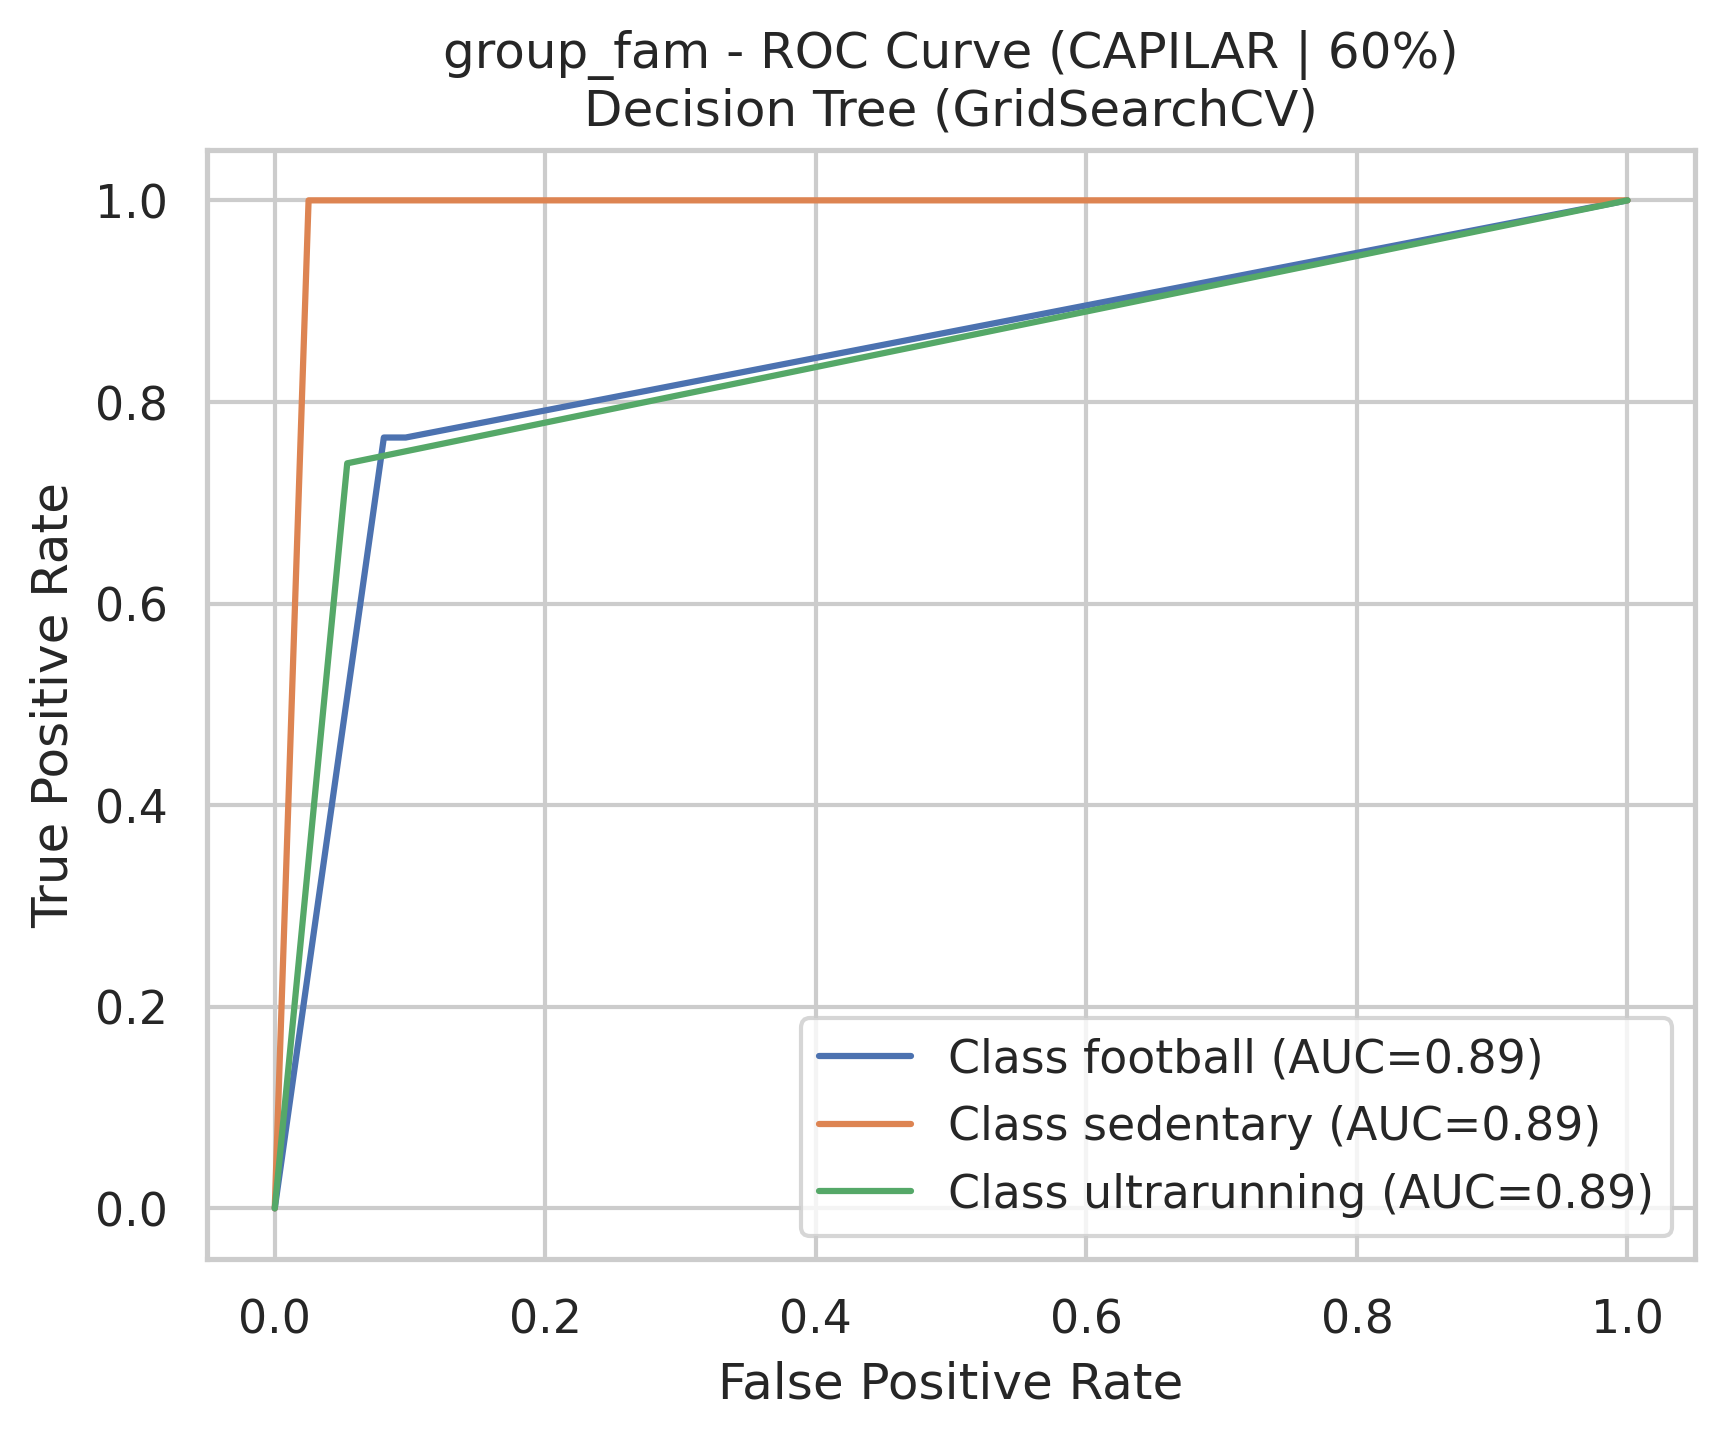 group_fam - ROC Curve (CAPILAR | 60%)
Decision Tree (GridSearchCV)
True Positive Rate
1.0
0.8
0.6
0.4
0.2
0.0
Class football (AUC=0.89)
Class sedentary (AUC=0.89)
Class ultrarunning (AUC=0.89)
0.0 0.2 0.4 0.6 0.8 1.0
False Positive Rate